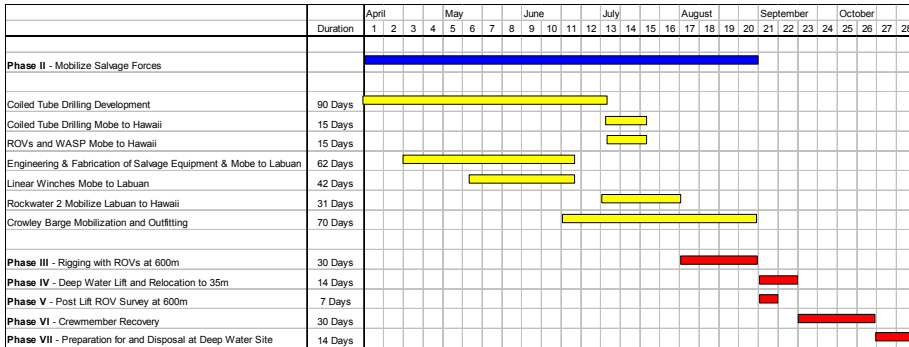 April May June July August September October
Duration 1 2 3 4 5 6 7 8 9 10 11 12 13 14 15 16 17 18 19 20 21 22 23 24 25 26 27 28
Phase II - Mobilize Salvage Forces
Coiled Tube Drilling Development 90 Days
Coiled Tube Drilling Mobe to Hawaii 15 Days
ROVs and WASP Mobe to Hawaii 15 Days
Engineering & Fabrication of Salvage Equipment & Mobe to Labuan 62 Days
Linear Winches Mobe to Labuan 42 Days
Rockwater 2 Mobilize Labuan to Hawaii 31 Days
Crowley Barge Mobilization and Outfitting 70 Days
Phase III - Rigging with ROVs at 600m 30 Days
Phase IV - Deep Water Lift and Relocation to 35m 14 Days
Phase V - Post Lift ROV Survey at 600m 7 Days
Phase VI - Crewmember Recovery 30 Days
Phase VII - Preparation for and Disposal at Deep Water Site 14 Days